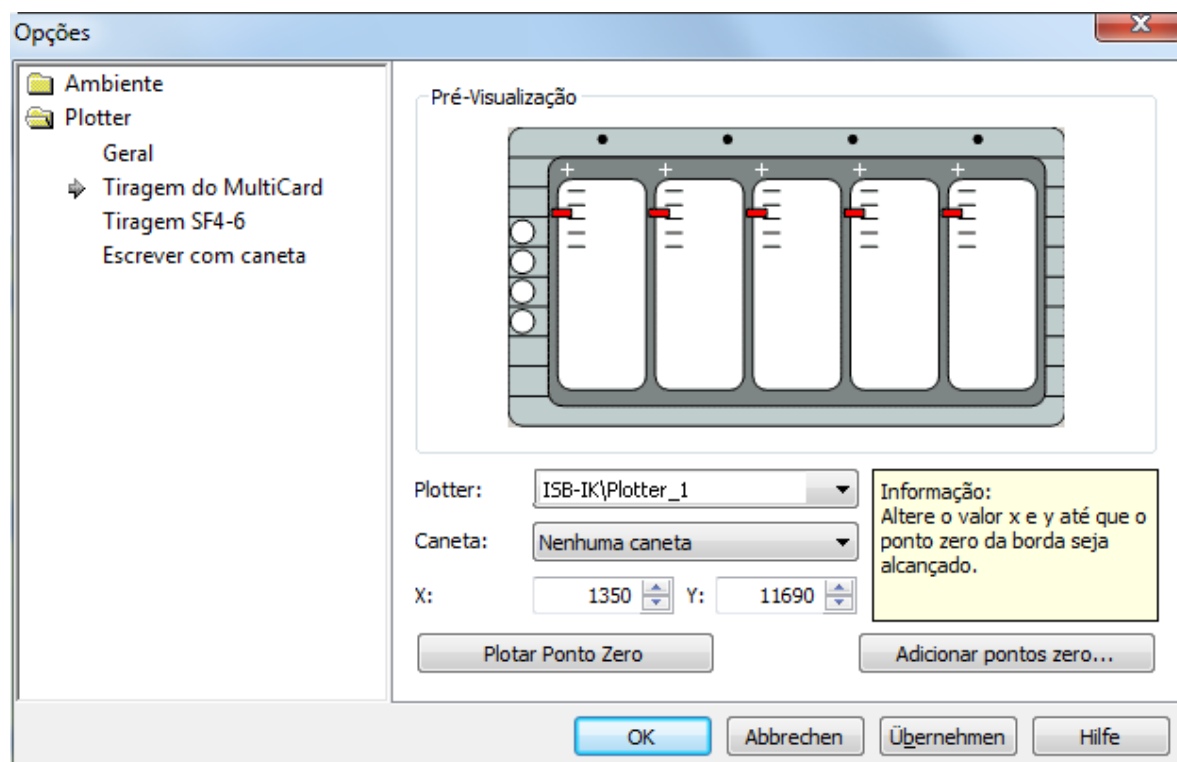 Opções
Ambiente
Plotter
Geral
Tiragem do MultiCard
Tiragem SF4-6
Escrever com caneta
Pré-Visualização
Plotter: ISB-IK\Plotter_1
Caneta: Nenhuma caneta
X: 1350 Y: 11690
Informação:
Altere o valor x e y até que o
ponto zero da borda seja
alcançado.
Plotar Ponto Zero
Adicionar pontos zero...
OK Abbrechen Übernehmen Hilfe